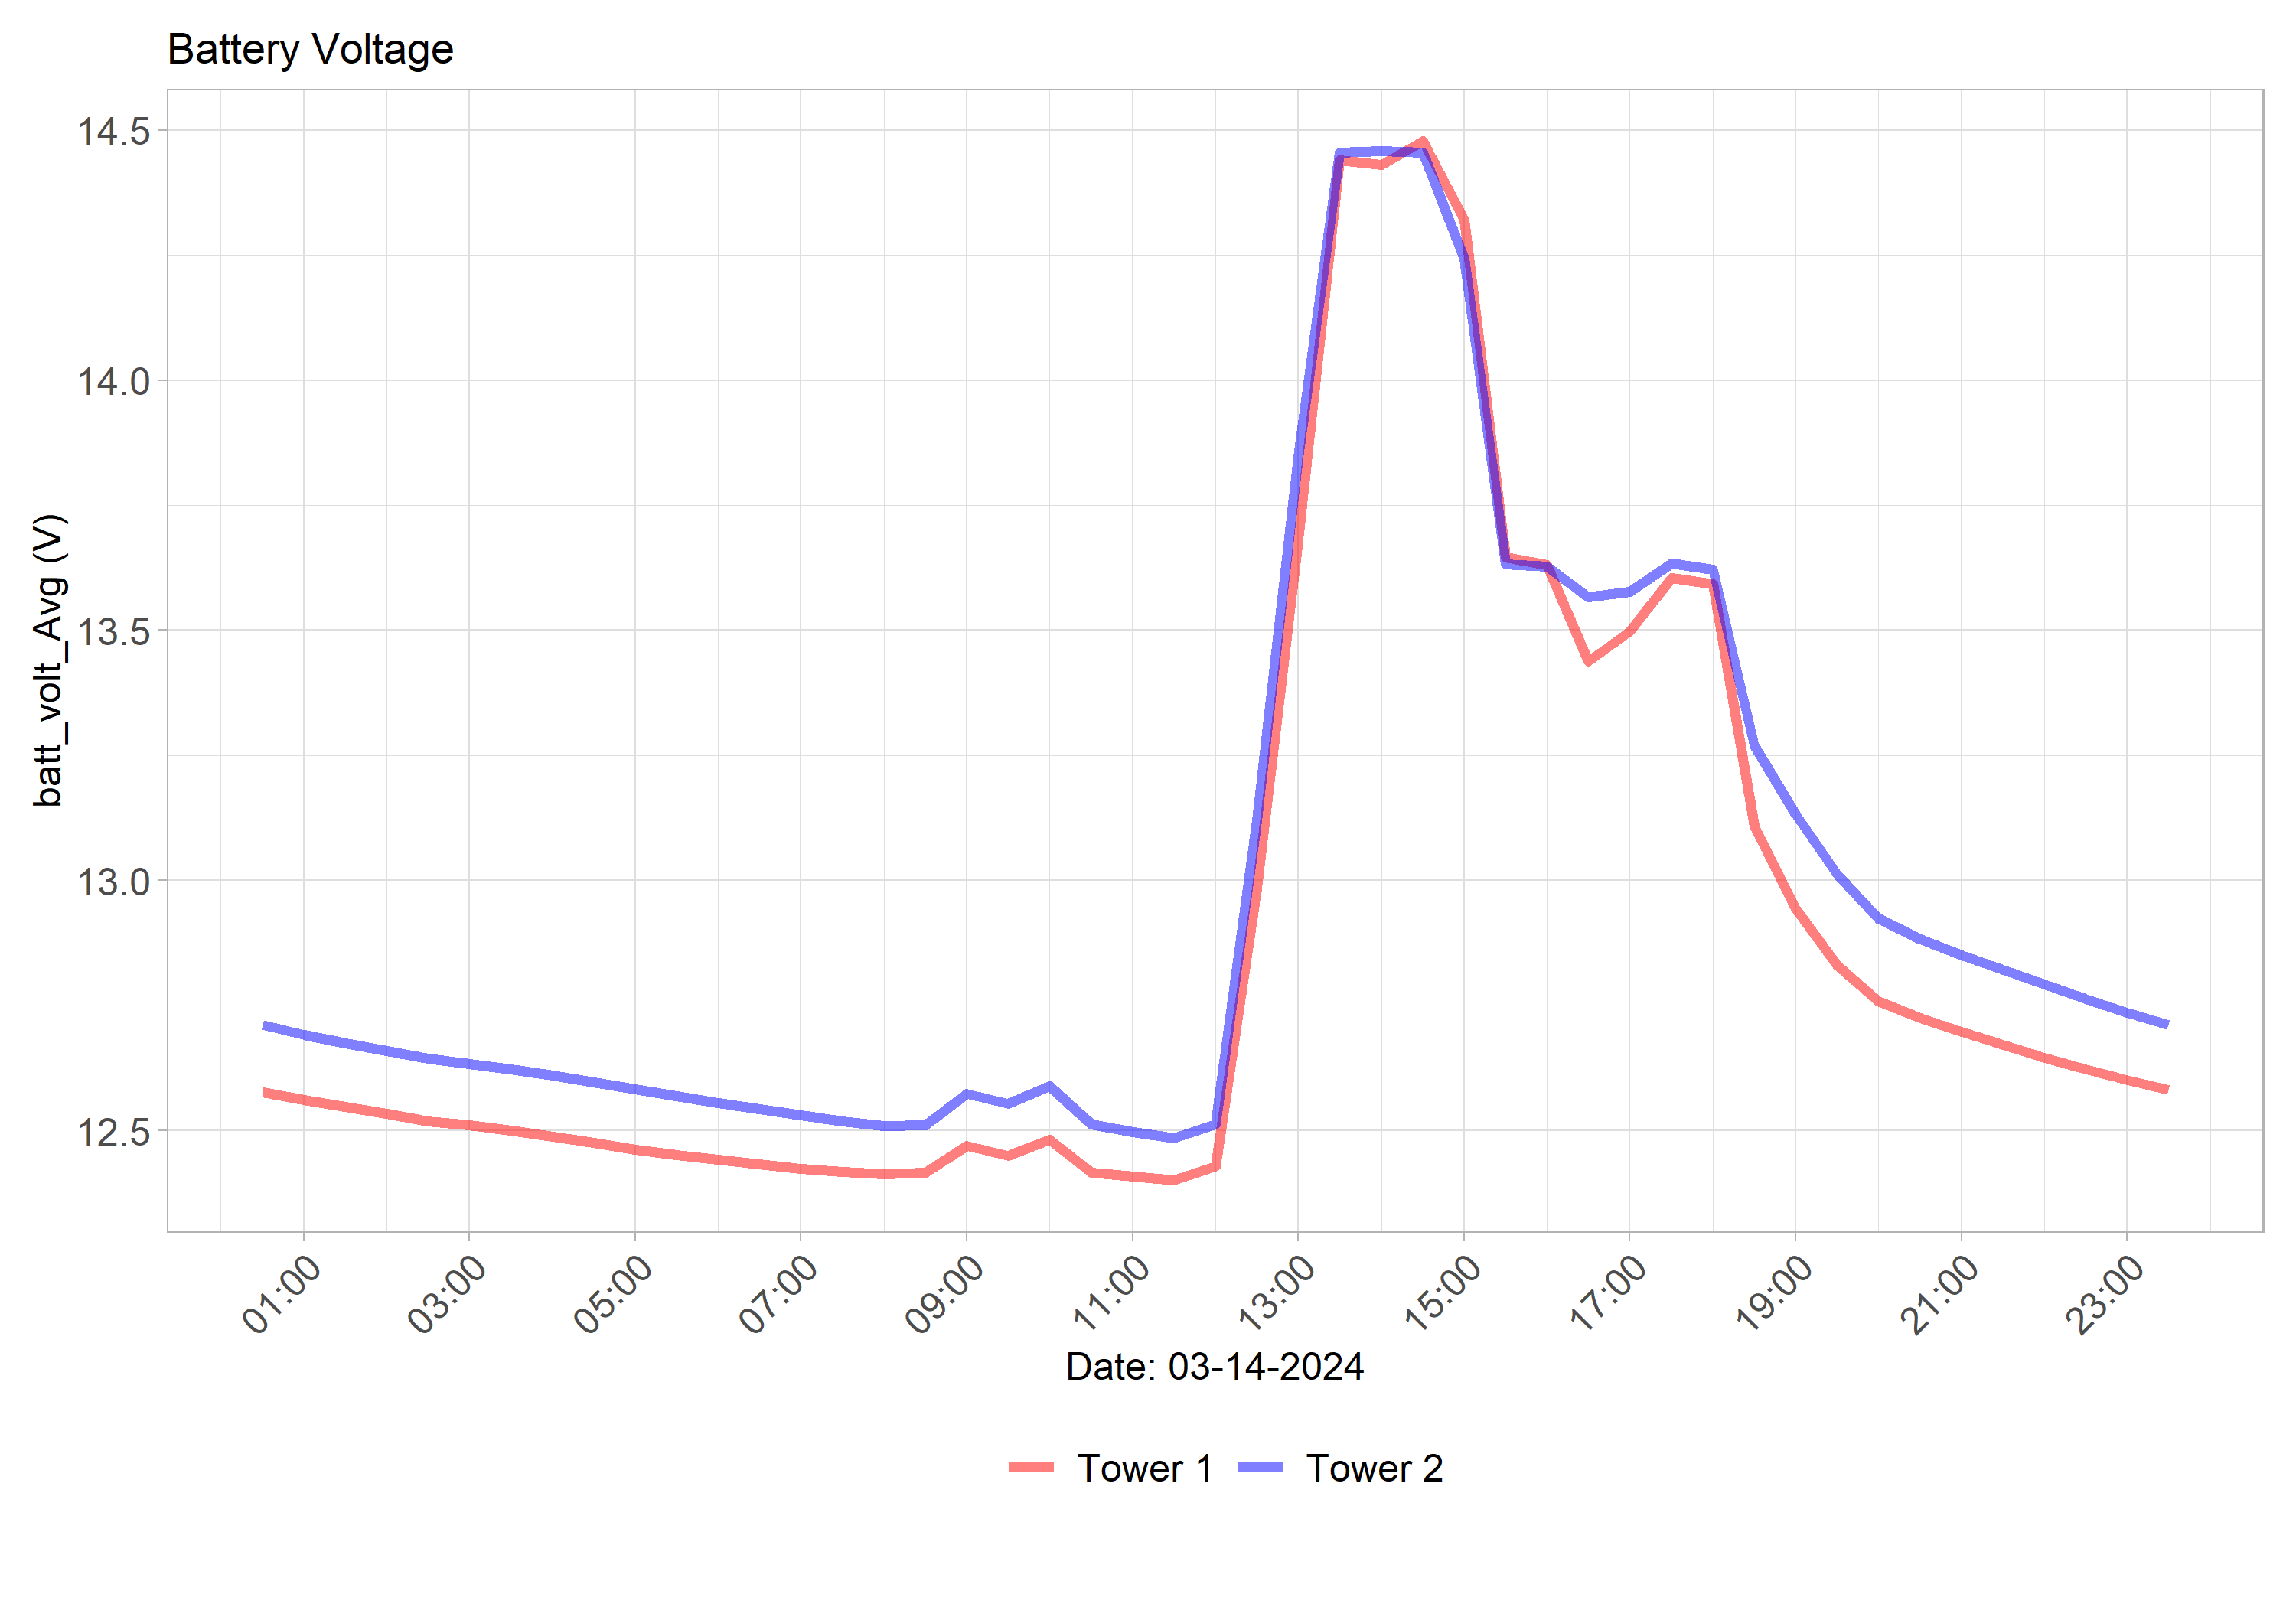 Battery Voltage
batt_volt_Avg (V)
14.5
14.0
13.5
13.0
12.5
01:00 03:00 05:00 07:00 09:00 11:00 13:00 15:00 17:00 19:00 21:00 23:00
Date: 03-14-2024
Tower 1 Tower 2